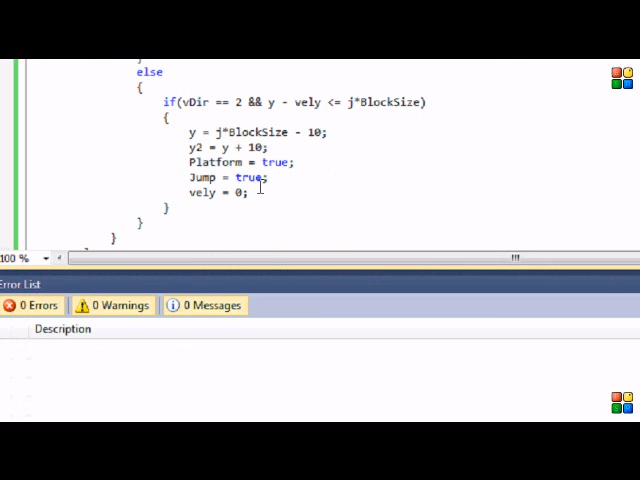 }
else
{
if(vDir == 2 && y - vely <= j*BlockSize)
{
y = j*BlockSize - 10;
y2 = y + 10;
Platform = true;
Jump = true;
vely = 0;
}
}
}
100 %
Error List
0 Errors
0 Warnings
0 Messages
Description